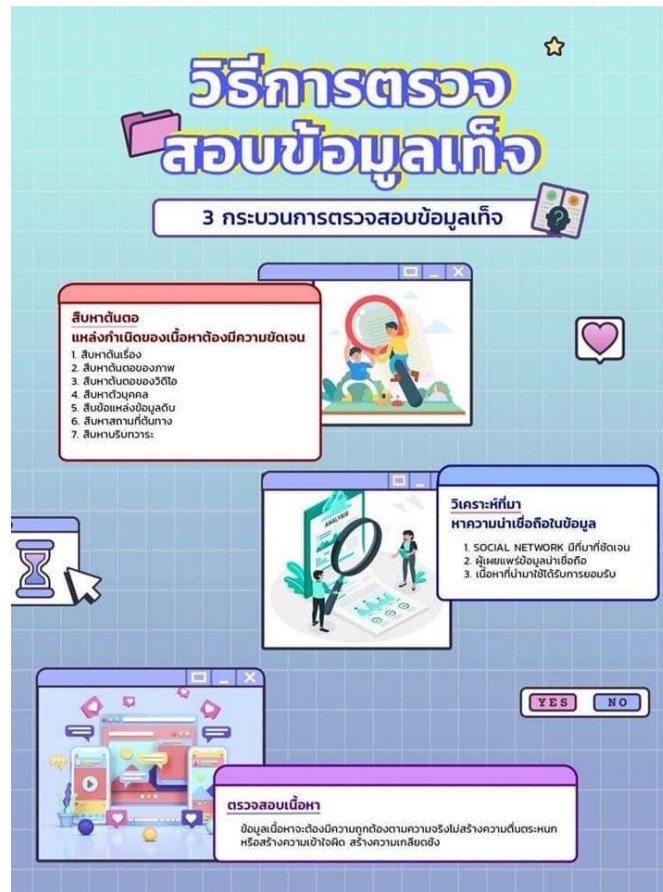 วิธีการตรวจ
สอบข้อมูลเท็จ
3 กระบวนการตรวจสอบข้อมูลเท็จ
สืบหาต้นตอ
แหล่งกำเนิดของเนื้อหาต้องมีความชัดเจน
1. สืบหาต้นเรื่อง
2. สืบหาต้นตอของภาพ
3. สืบหาต้นตอของวิดีโอ
4. สืบหาตัวบุคคล
5. สืบข้อแหล่งข้อมูลดิบ
6. สืบหาสถานที่ต้นทาง
7. สืบหาบริบทวาระ
ANALYSIS
วิเคราะห์ที่มา
หาความน่าเชื่อถือในข้อมูล
1. SOCIAL NETWORK มีที่มาที่ชัดเจน
2. ผู้เผยแพร่ข้อมูลน่าเชื่อถือ
3. เนื้อหาที่นำมาใช้ได้รับการยอมรับ
YES NO
ตรวจสอบเนื้อหา
ข้อมูลเนื้อหาจะต้องมีความถูกต้องตามความจริงไม่สร้างความตื่นตระหนก
หรือสร้างความเข้าใจผิด สร้างความเกลียดชัง